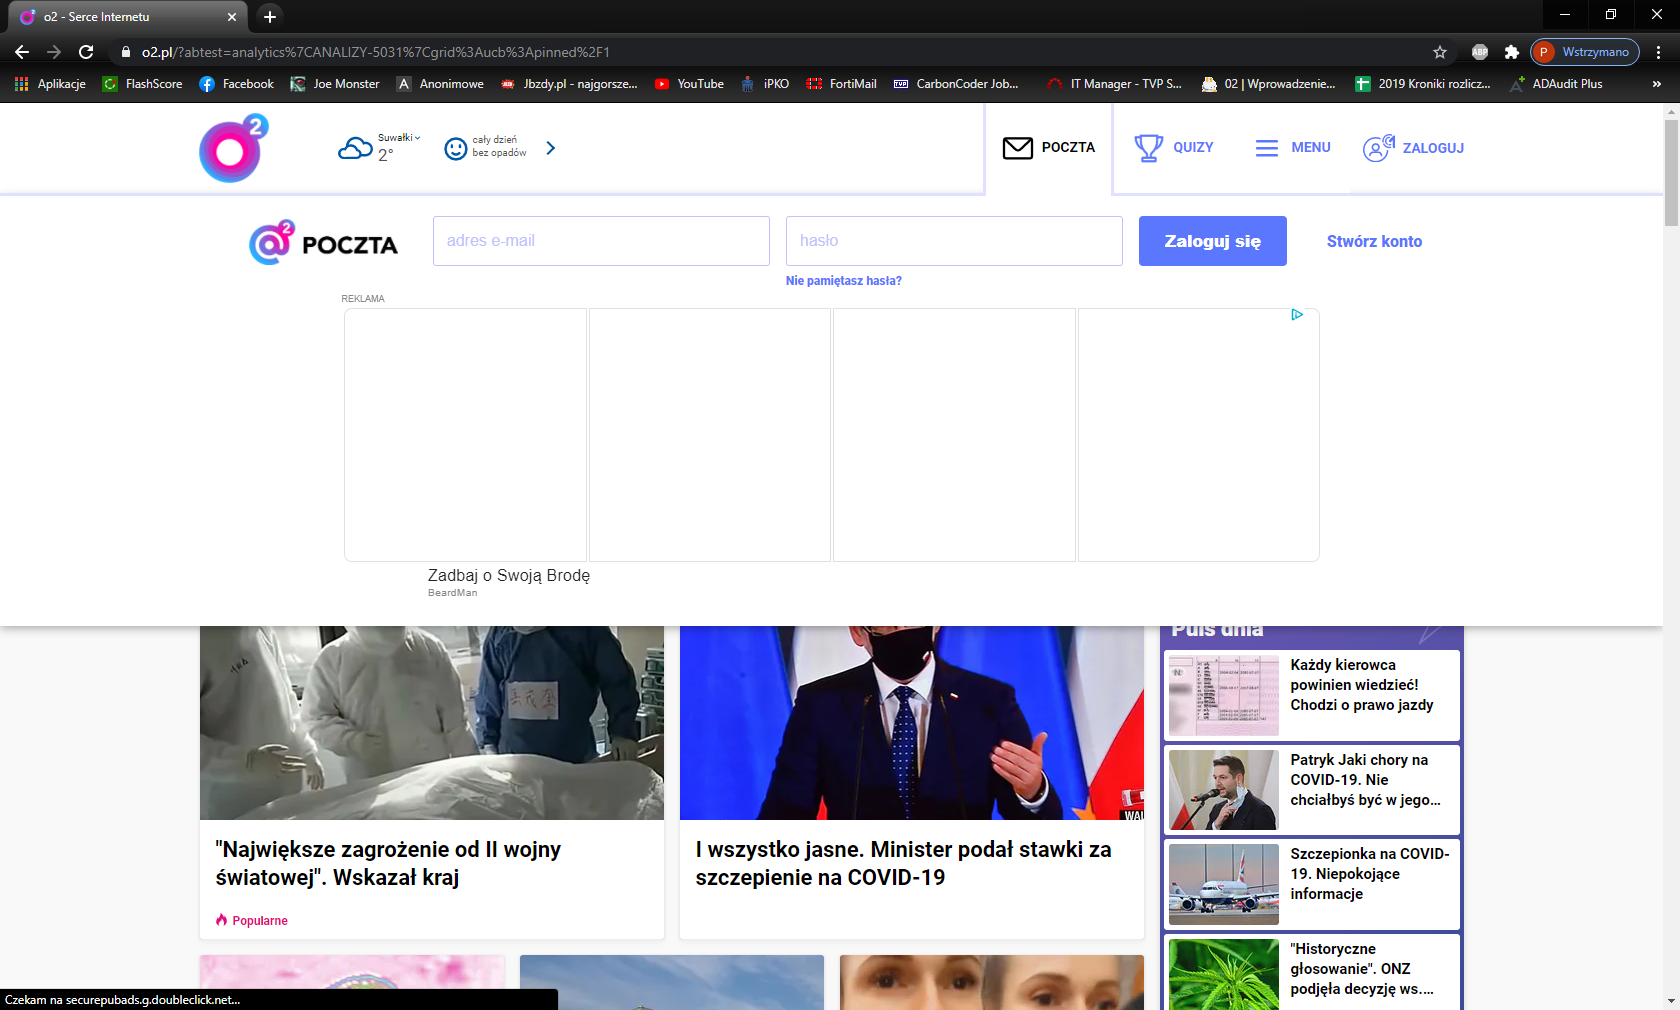 o2 - Serce Internetu
o2.pl/?abtest=analytics%7CANALIZY-5031%7Cgrid%3Aucb%3Apinned%2F1
ABP
P Wstrzymano
Aplikacje FlashScore Facebook Joe Monster A Anonimowe Jbzdy.pl - najgorsze... YouTube iPKO FortiMail CarbonCoder Job... IT Manager - TVP S... 02 | Wprowadzenie... 2019 Kroniki rozlicz... ADAudit Plus »
2
Suwałki
2°
cały dzień
bez opadów
POCZTA
QUIZY
MENU
ZALOGUJ
@2 POCZTA
adres e-mail
hasło
Zaloguj się
Stwórz konto
Nie pamiętasz hasła?
REKLAMA
Zadbaj o Swoją Brodę
BeardMan
"Największe zagrożenie od II wojny
światowej". Wskazał kraj
Popularne
I wszystko jasne. Minister podał stawki za
szczepienie na COVID-19
Puls dnia
Każdy kierowca
powinien wiedzieć!
Chodzi o prawo jazdy
Patryk Jaki chory na
COVID-19. Nie
chciałbyś być w jego...
Szczepionka na COVID-
19. Niepokojące
informacje
"Historyczne
głosowanie". ONZ
podjęła decyzję ws....
Czekam na securepubads.g.doubleclick.net...